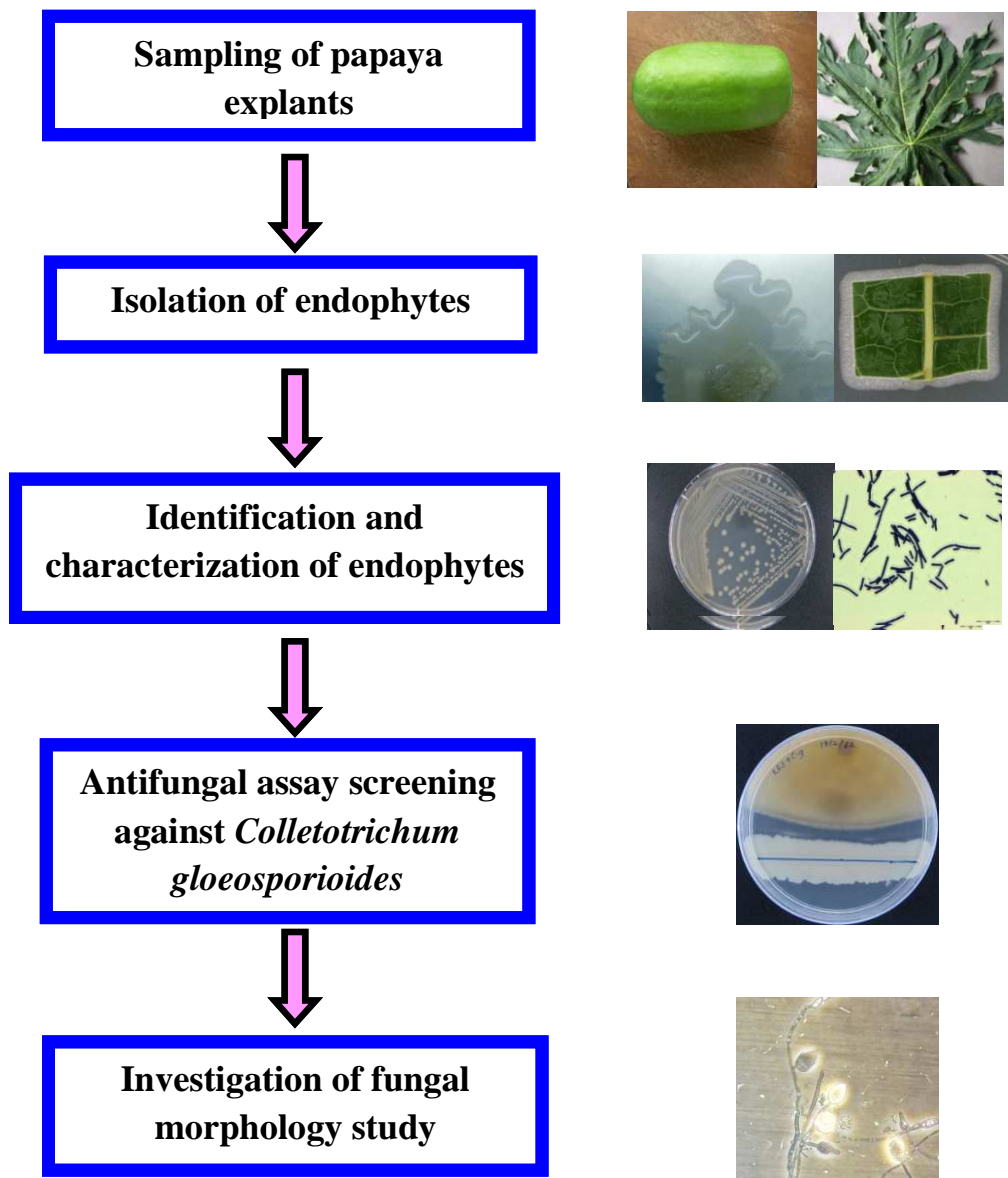 Sampling of papaya
explants
Isolation of endophytes
Identification and
characterization of endophytes
Antifungal assay screening
against Colletotrichum
gloeosporioides
Investigation of fungal
morphology study